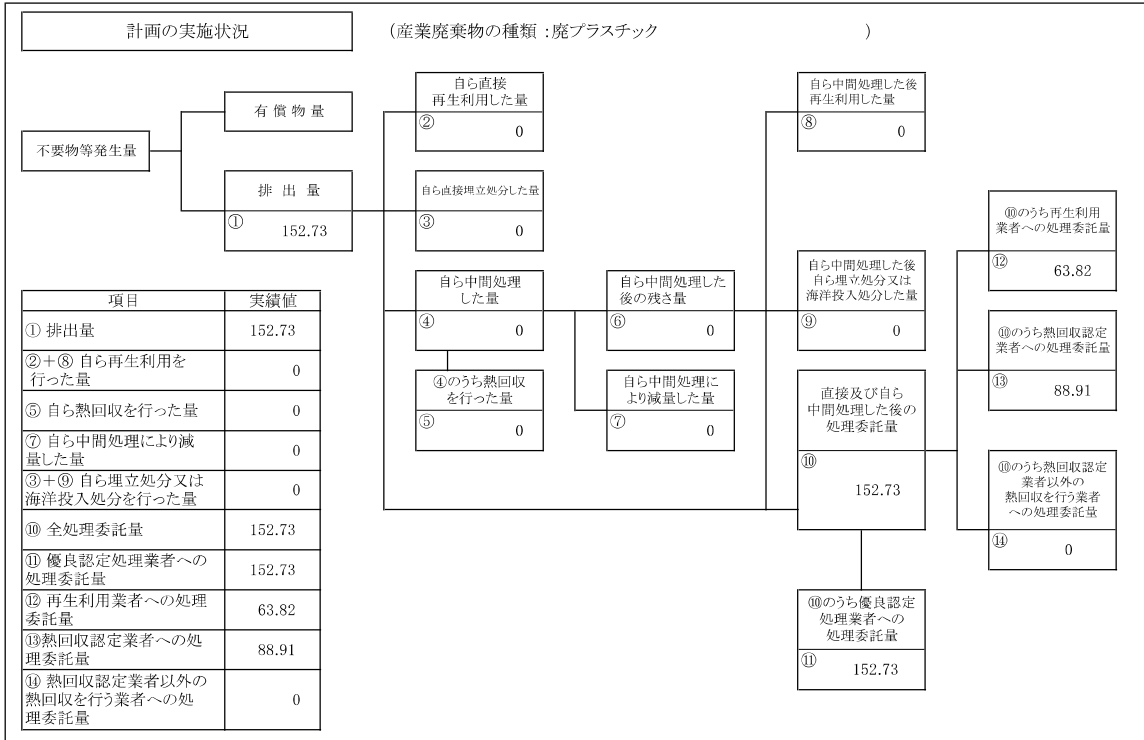 計画の実施状況
(産業廃棄物の種類：廃プラスチック )
不要物等発生量
有償物量
排出量
① 152.73
自ら直接
再生利用した量
② 0
自ら直接埋立処分した量
③ 0
自ら中間処理
した量
④ 0
④のうち熱回収
を行った量
⑤ 0
自ら中間処理した
後の残さ量
⑥ 0
自ら中間処理に
より減量した量
⑦ 0
自ら中間処理した後
再生利用した量
⑧ 0
自ら中間処理した後
自ら埋立処分又は
海洋投入処分した量
⑨ 0
直接及び自ら
中間処理した後の
処理委託量
⑩
152.73
⑩のうち優良認定
処理業者への
処理委託量
⑪ 152.73
⑩のうち再生利用
業者への処理委託量
⑫ 63.82
⑩のうち熱回収認定
業者への処理委託量
⑬ 88.91
⑩のうち熱回収認定
業者以外の
熱回収を行う業者
への処理委託量
⑭ 0
項目 実績値
① 排出量 152.73
②＋⑧ 自ら再生利用を
行った量 0
⑤ 自ら熱回収を行った量 0
⑦ 自ら中間処理により減
量した量 0
③＋⑨ 自ら埋立処分又は
海洋投入処分を行った量 0
⑩ 全処理委託量 152.73
⑪ 優良認定処理業者への
処理委託量 152.73
⑫ 再生利用業者への処理
委託量 63.82
⑬熱回収認定業者への処
理委託量 88.91
⑭ 熱回収認定業者以外の
熱回収を行う業者への処
理委託量 0